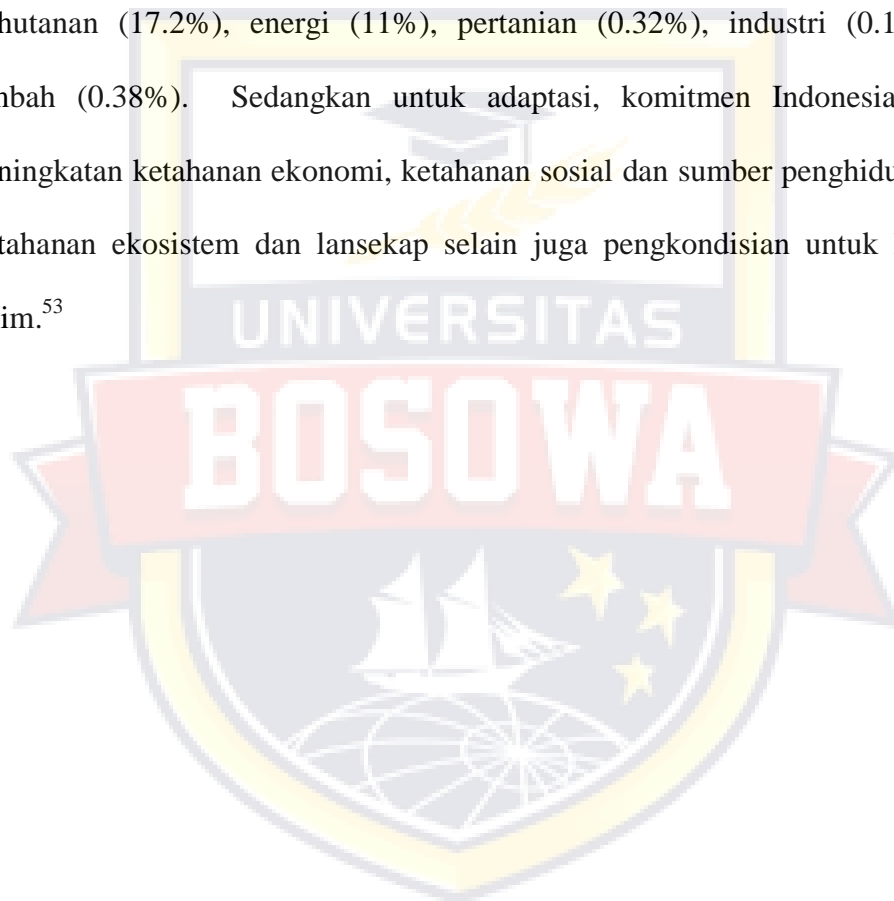 hutanan (17.2%), energi (11%), pertanian (0.32%), industri (0.1
nbah (0.38%). Sedangkan untuk adaptasi, komitmen Indonesia
ningkatan ketahanan ekonomi, ketahanan sosial dan sumber penghidu
tahanan ekosistem dan lansekap selain juga pengkondisian untuk
im.53
UNIVERSITAS
BOSOWA